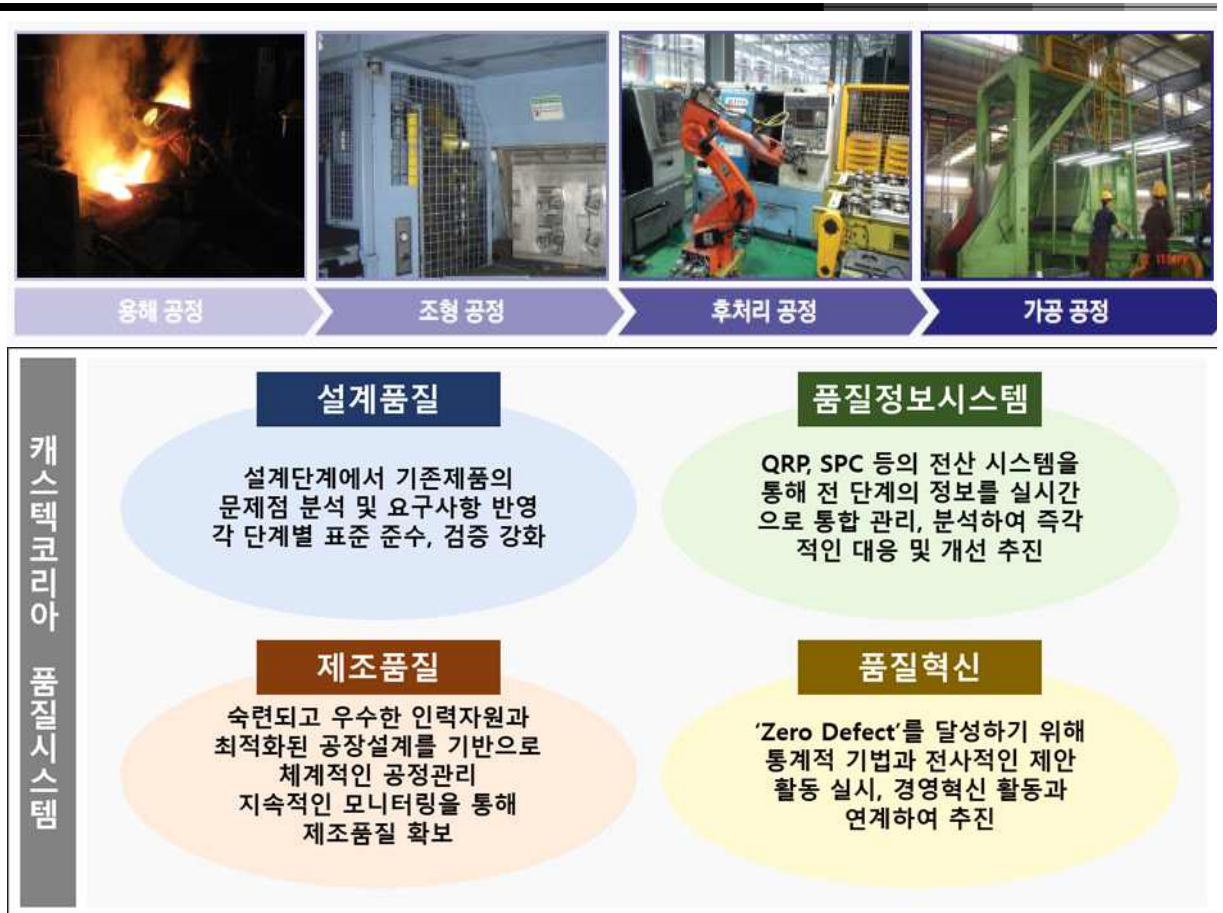 용해 공정
조형 공정
후처리 공정
가공 공정
캐스텍코리아 품질시스템
설계품질
설계단계에서 기존제품의
문제점 분석 및 요구사항 반영
각 단계별 표준 준수, 검증 강화
품질정보시스템
QRP, SPC 등의 전산 시스템을
통해 전 단계의 정보를 실시간
으로 통합 관리, 분석하여 즉각
적인 대응 및 개선 추진
제조품질
숙련되고 우수한 인력자원과
최적화된 공장설계를 기반으로
체계적인 공정관리
지속적인 모니터링을 통해
제조품질 확보
품질혁신
‘Zero Defect’를 달성하기 위해
통계적 기법과 전사적인 제안
활동 실시, 경영혁신 활동과
연계하여 추진